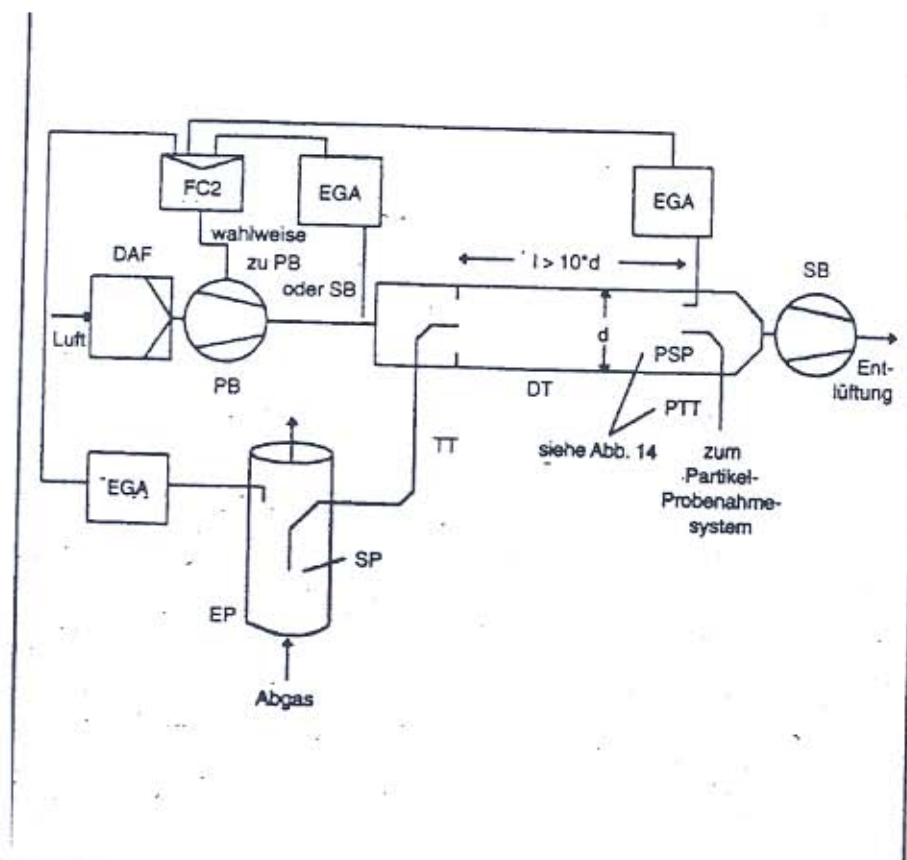 FC2
EGA
EGA
wahlweise
zu PB
oder SB
DAF
l > 10*d
SB
Luft
d
PSP
Ent-
lüftung
PB
DT
PTT
TT
siehe Abb. 14
zum
Partikel-
Probenahme-
system
EGA
SP
EP
Abgas